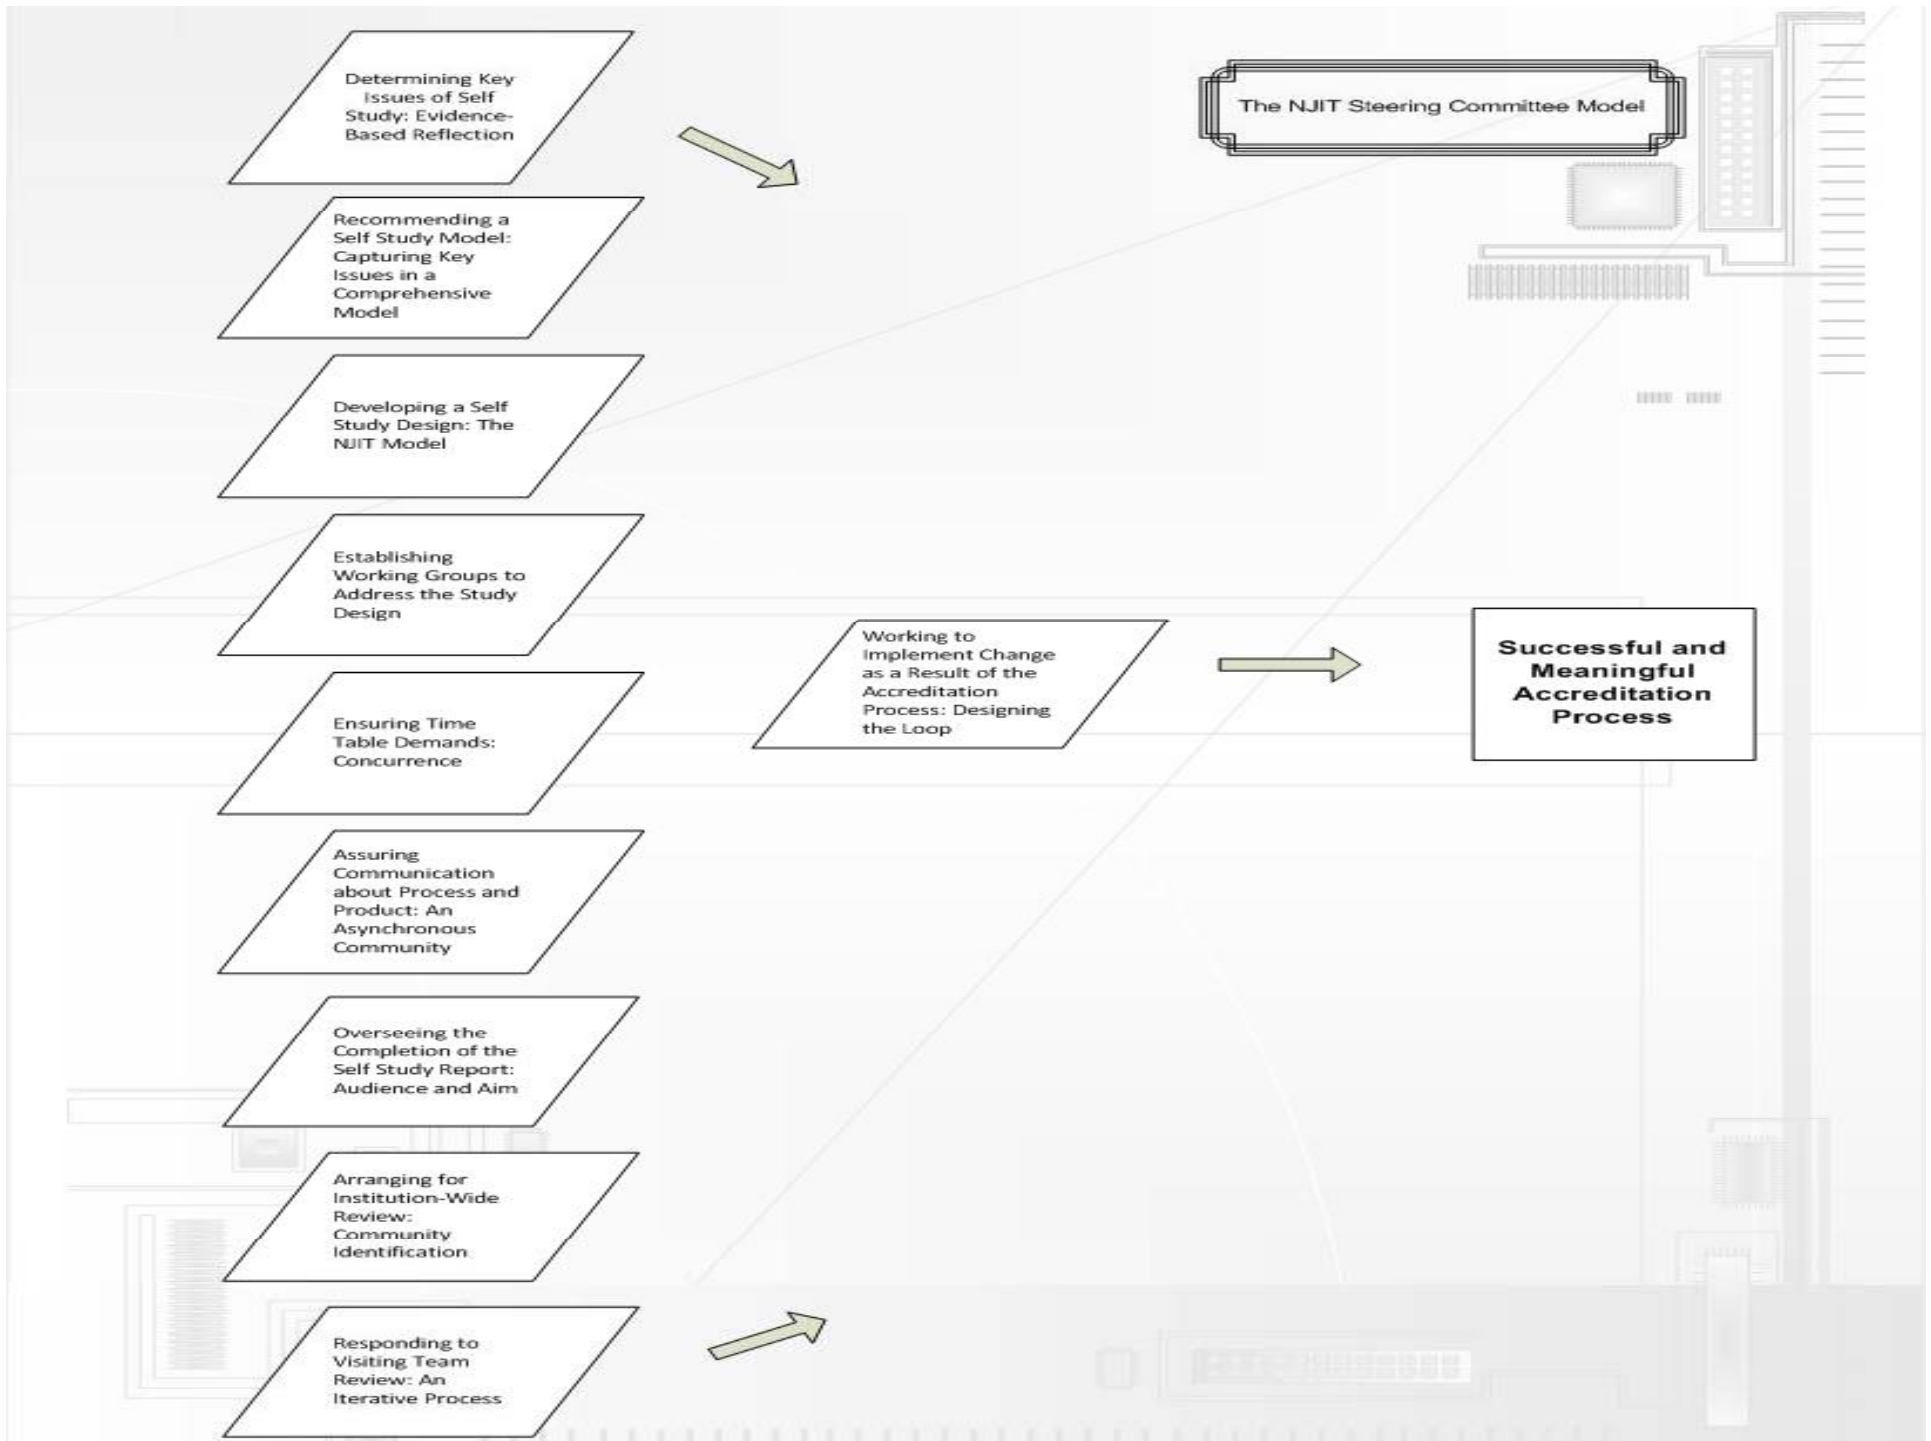 Determining Key
Issues of Self
Study: Evidence-
Based Reflection
The NJIT Steering Committee Model
Recommending a
Self Study Model:
Capturing Key
Issues in a
Comprehensive
Model
Developing a Self
Study Design: The
NJIT Model
Establishing
Working Groups to
Address the Study
Design
Ensuring Time
Table Demands:
Concurrence
Assuring
Communication
about Process and
Product: An
Asynchronous
Community
Overseeing the
Completion of the
Self Study Report:
Audience and Aim
Arranging for
Institution-Wide
Review:
Community
Identification
Responding to
Visiting Team
Review: An
Iterative Process
Working to
Implement Change
as a Result of the
Accreditation
Process: Designing
the Loop
Successful and
Meaningful
Accreditation
Process